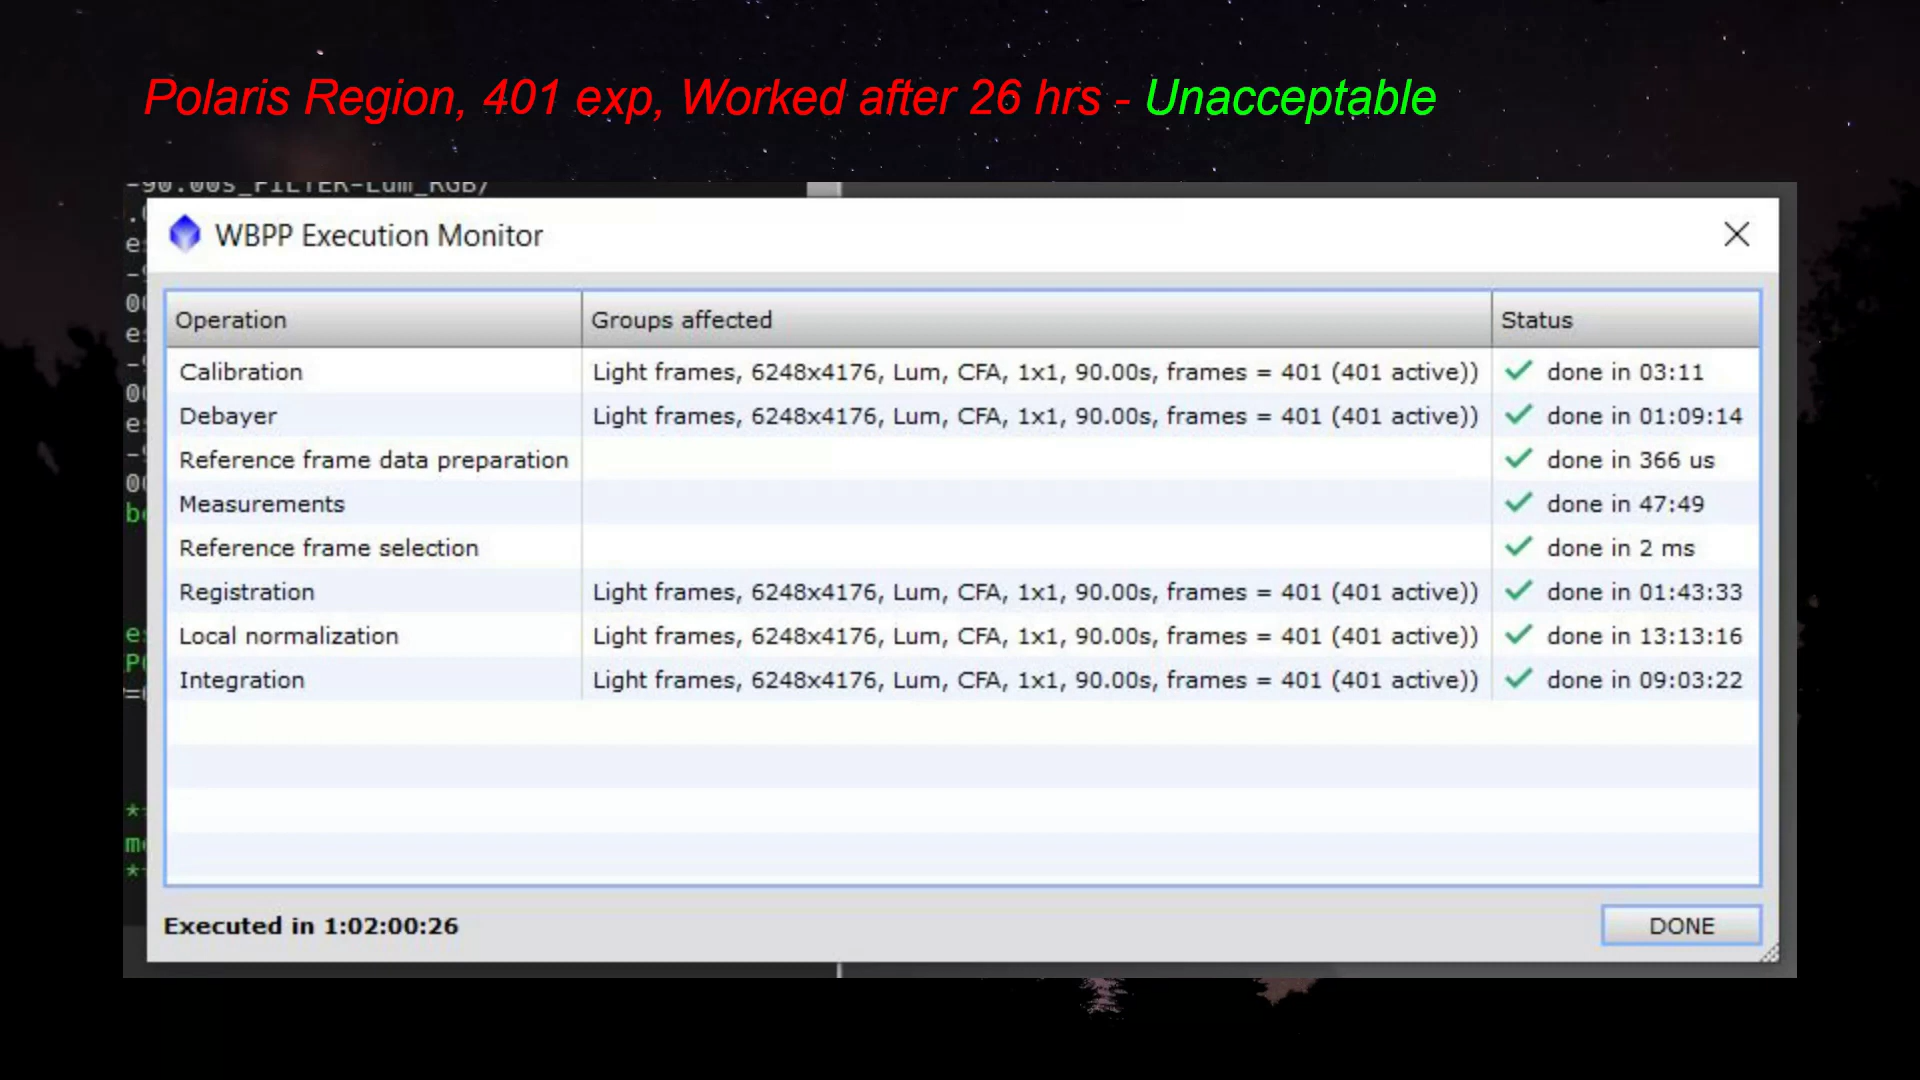 Polaris Region, 401 exp, Worked after 26 hrs - Unacceptable
-90.00s_FILTER-Lum_RGB/
WBPP Execution Monitor
Operation Groups affected Status
Calibration Light frames, 6248x4176, Lum, CFA, 1x1, 90.00s, frames = 401 (401 active)) done in 03:11
Debayer Light frames, 6248x4176, Lum, CFA, 1x1, 90.00s, frames = 401 (401 active)) done in 01:09:14
Reference frame data preparation done in 366 us
Measurements done in 47:49
Reference frame selection done in 2 ms
Registration Light frames, 6248x4176, Lum, CFA, 1x1, 90.00s, frames = 401 (401 active)) done in 01:43:33
Local normalization Light frames, 6248x4176, Lum, CFA, 1x1, 90.00s, frames = 401 (401 active)) done in 13:13:16
Integration Light frames, 6248x4176, Lum, CFA, 1x1, 90.00s, frames = 401 (401 active)) done in 09:03:22
Executed in 1:02:00:26 DONE